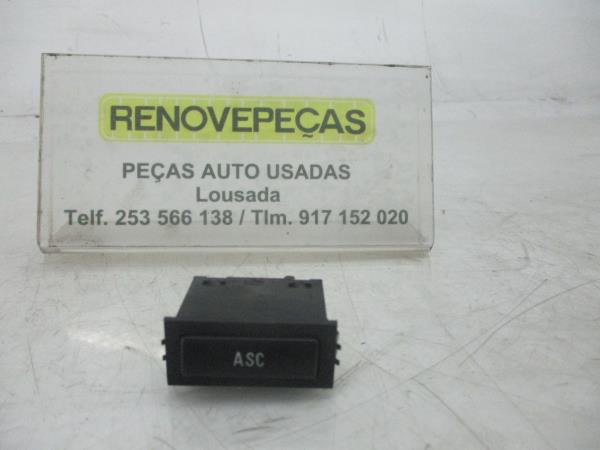 RENOVEPEÇAS
PEÇAS AUTO USADAS
Lousada
Telf. 253 566 138 / Tlm. 917 152 020
ASC